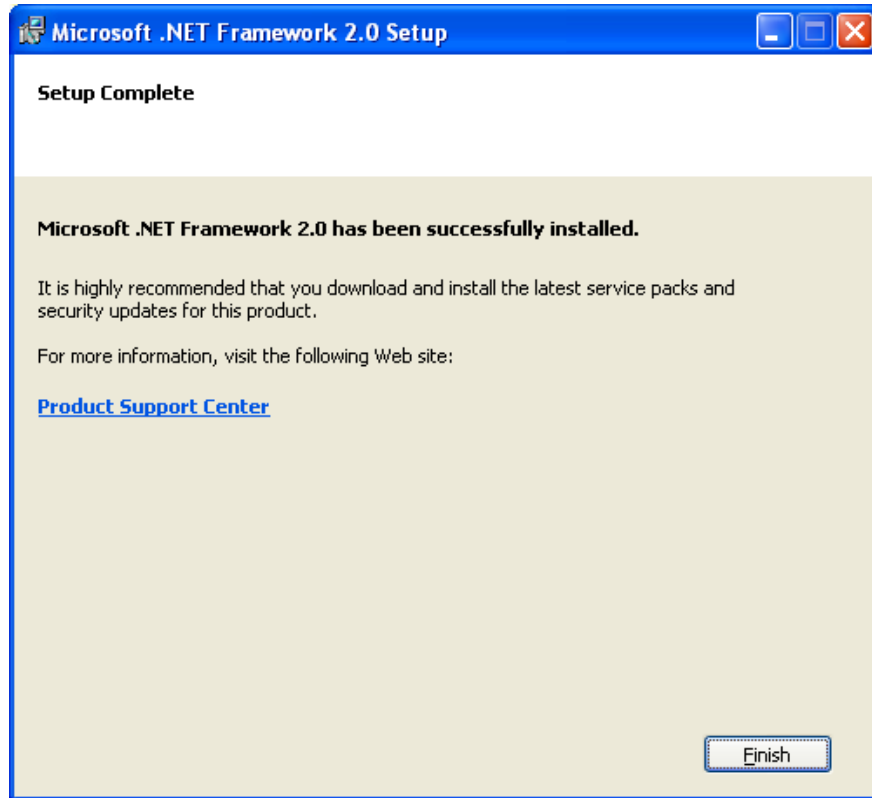 Microsoft .NET Framework 2.0 Setup
Setup Complete
Microsoft .NET Framework 2.0 has been successfully installed.
It is highly recommended that you download and install the latest service packs and
security updates for this product.
For more information, visit the following Web site:
Product Support Center
Finish